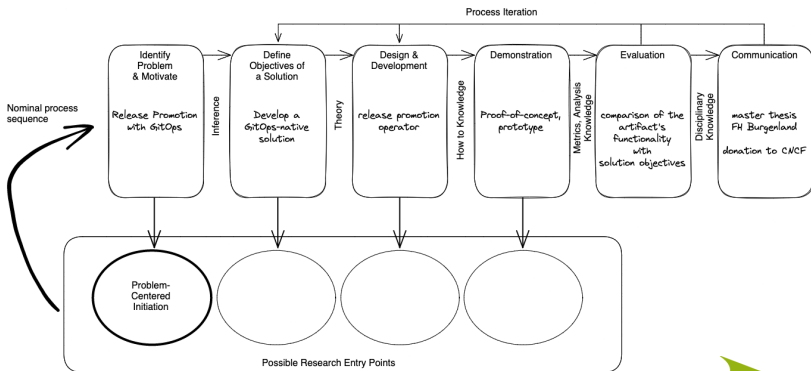 Process Iteration
Identify
Problem
& Motivate
Define
Objectives of
a Solution
Design &
Development
Demonstration
Evaluation
Communication
Nominal process
sequence
Release Promotion
with GitOps
Inference
Develop a
GitOps-native
solution
Theory
release promotion
operator
How to Knowledge
Proof-of-concept,
prototype
Metrics, Analysis
Knowledge
comparison of the
artifact's
functionality
with
solution objectives
Disciplinary
Knowledge
master thesis
FH Burgenland
donation to CNCF
Problem-
Centered
Initiation
Possible Research Entry Points